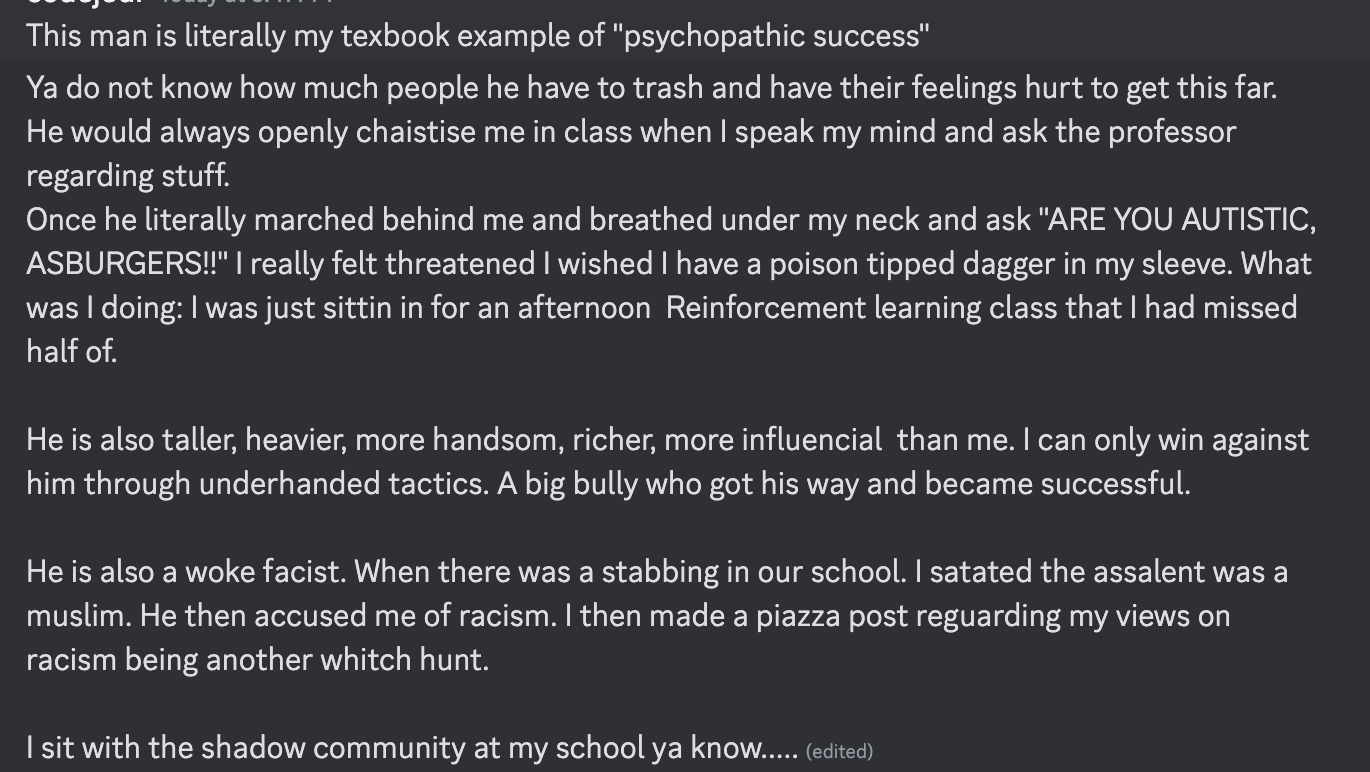 This man is literally my texbook example of "psychopathic success"
Ya do not know how much people he have to trash and have their feelings hurt to get this far.
He would always openly chaistise me in class when I speak my mind and ask the professor
regarding stuff.
Once he literally marched behind me and breathed under my neck and ask "ARE YOU AUTISTIC,
ASBURGERS!!" I really felt threatened I wished I have a poison tipped dagger in my sleeve. What
was I doing: I was just sittin in for an afternoon  Reinforcement learning class that I had missed
half of.
He is also taller, heavier, more handsom, richer, more influencial  than me. I can only win against
him through underhanded tactics. A big bully who got his way and became successful.
He is also a woke facist. When there was a stabbing in our school. I satated the assalent was a
muslim. He then accused me of racism. I then made a piazza post reguarding my views on
racism being another whitch hunt.
I sit with the shadow community at my school ya know..... (edited)